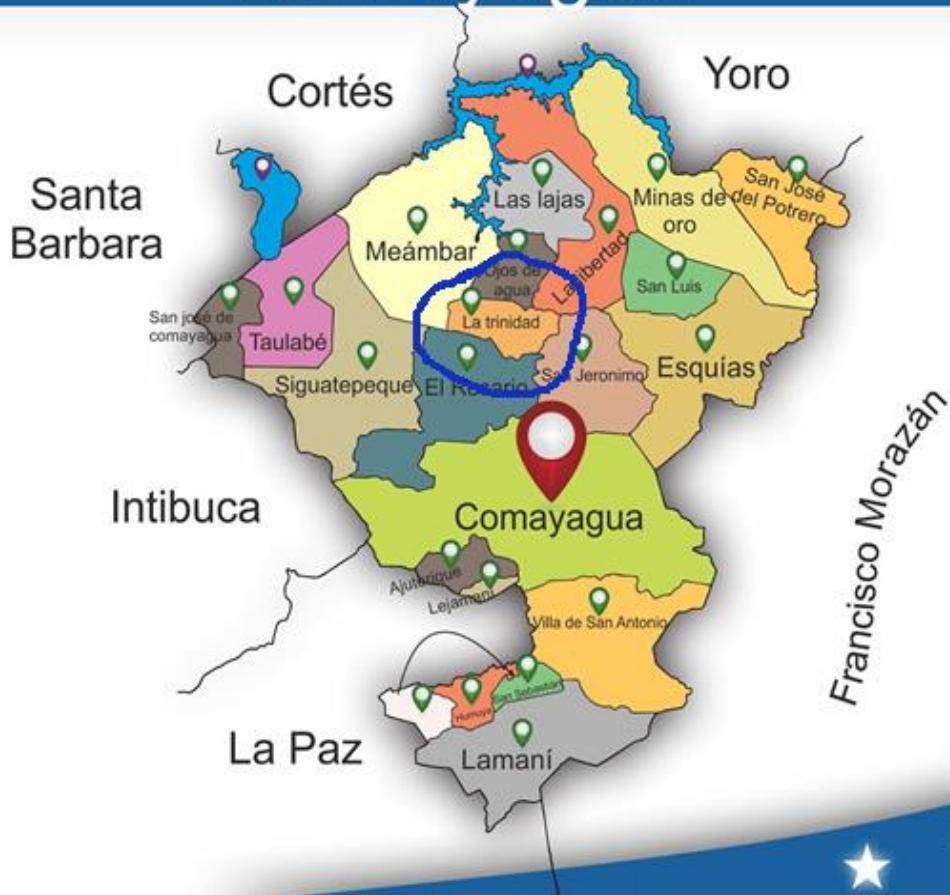 Cortés
Yoro
Santa
Barbara
Las lajas
Minas de
oro
San José
del Potrero
Meámbar
Ojos de
agua
La libertad
San Luis
San josé de
comayagua
Taulabé
La trinidad
Siguatepeque
El Rosario
San Jeronimo
Esquías
Intibuca
Comayagua
Francisco Morazán
Ajuterique
Lejamaní
Villa de San Antonio
San Sebastián
Humuya
La Paz
Lamaní